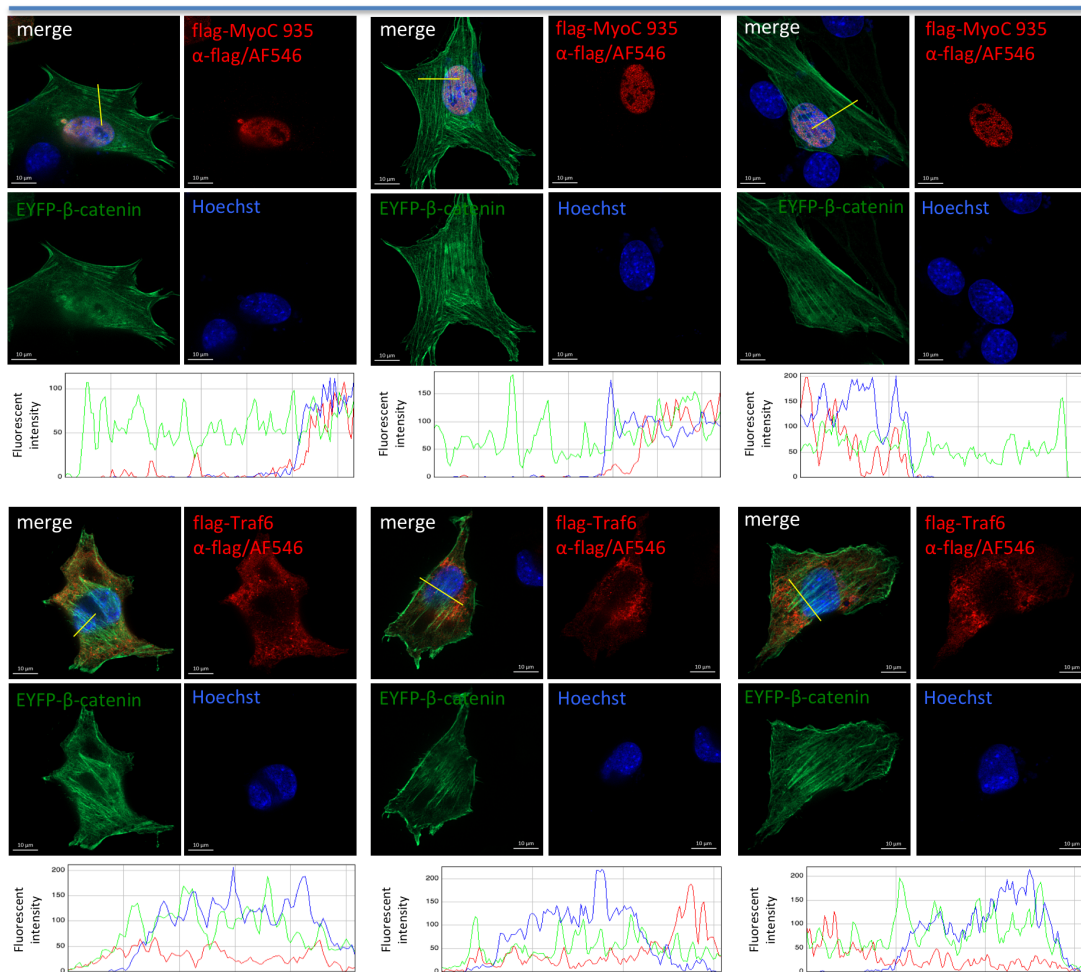 merge
flag-MyoC 935
α-flag/AF546
merge
flag-MyoC 935
α-flag/AF546
merge
flag-MyoC 935
α-flag/AF546
10 µm
10 µm
10 µm
10 µm
10 µm
10 µm
EYFP-β-catenin
Hoechst
EYFP-β-catenin
Hoechst
EYFP-β-catenin
Hoechst
10 µm
10 µm
10 µm
10 µm
10 µm
10 µm
Fluorescent
intensity
100
50
0
Fluorescent
intensity
150
100
50
0
Fluorescent
intensity
200
150
100
50
0
merge
flag-Traf6
α-flag/AF546
merge
flag-Traf6
α-flag/AF546
merge
flag-Traf6
α-flag/AF546
10 µm
10 µm
10 µm
10 µm
10 µm
10 µm
EYFP-β-catenin
Hoechst
EYFP-β-catenin
Hoechst
EYFP-β-catenin
Hoechst
10 µm
10 µm
10 µm
10 µm
10 µm
10 µm
Fluorescent
intensity
200
150
100
50
0
Fluorescent
intensity
200
150
100
50
0
Fluorescent
intensity
200
150
100
50
0